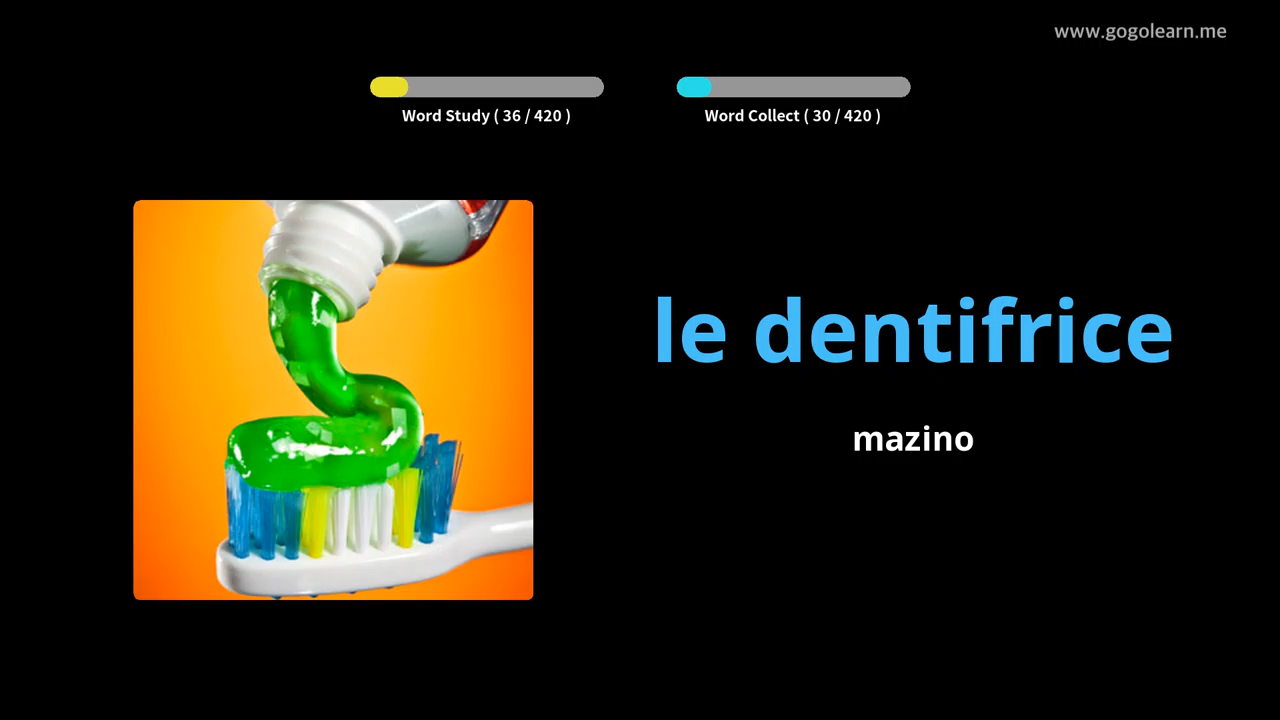 www.gogolearn.me
Word Study ( 36 / 420 )
Word Collect ( 30 / 420 )
le dentifrice
mazino